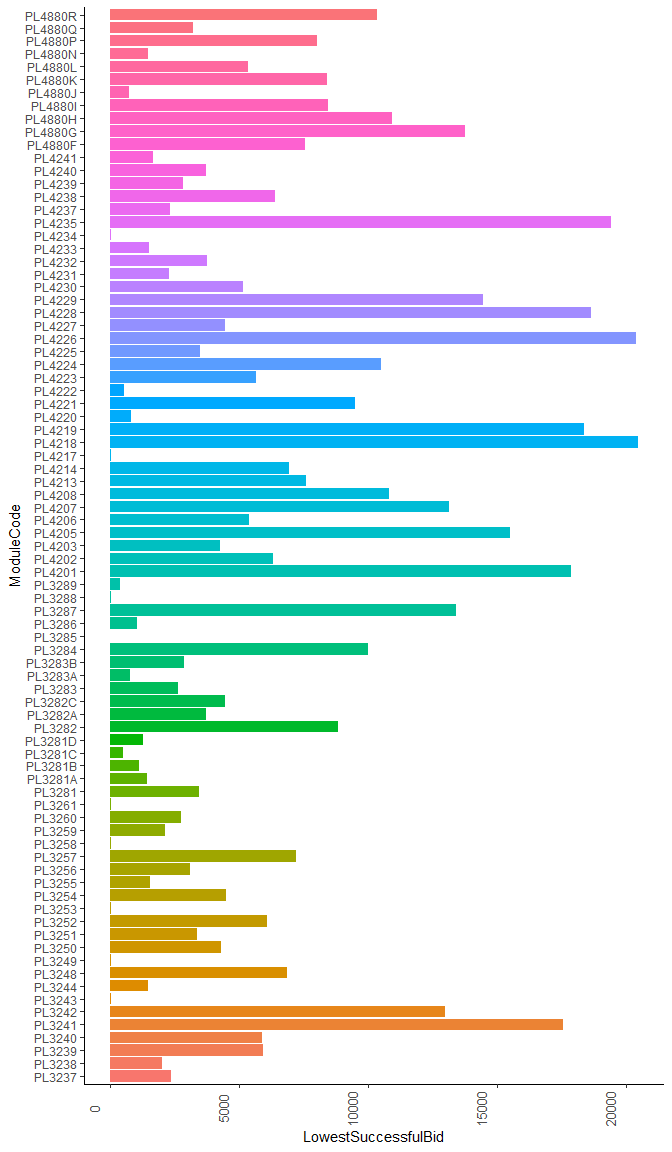 PL4880R
PL4880Q
PL4880P
PL4880N
PL4880L
PL4880K
PL4880J
PL4880I
PL4880H
PL4880G
PL4880F
PL4241
PL4240
PL4239
PL4238
PL4237
PL4235
PL4234
PL4233
PL4232
PL4231
PL4230
PL4229
PL4228
PL4227
PL4226
PL4225
PL4224
PL4223
PL4222
PL4221
PL4220
PL4219
PL4218
PL4217
PL4214
PL4213
PL4208
PL4207
PL4206
PL4205
PL4203
PL4202
PL4201
PL3289
PL3288
PL3287
PL3286
PL3285
PL3284
PL3283B
PL3283A
PL3283
PL3282C
PL3282A
PL3282
PL3281D
PL3281C
PL3281B
PL3281A
PL3281
PL3261
PL3260
PL3259
PL3258
PL3257
PL3256
PL3255
PL3254
PL3253
PL3252
PL3251
PL3250
PL3249
PL3248
PL3244
PL3243
PL3242
PL3241
PL3240
PL3239
PL3238
PL3237
ModuleCode
0
5000
10000
15000
20000
LowestSuccessfulBid